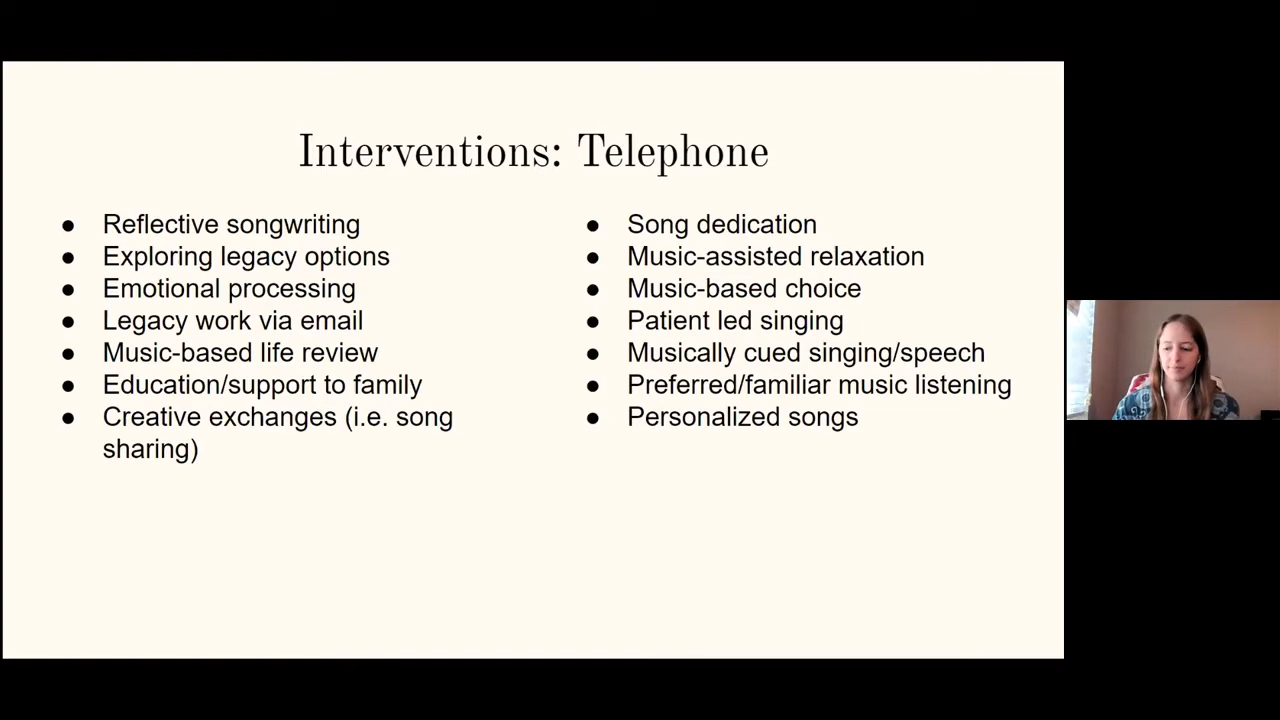 Interventions: Telephone
● Reflective songwriting
● Exploring legacy options
● Emotional processing
● Legacy work via email
● Music-based life review
● Education/support to family
● Creative exchanges (i.e. song
sharing)
● Song dedication
● Music-assisted relaxation
● Music-based choice
● Patient led singing
● Musically cued singing/speech
● Preferred/familiar music listening
● Personalized songs